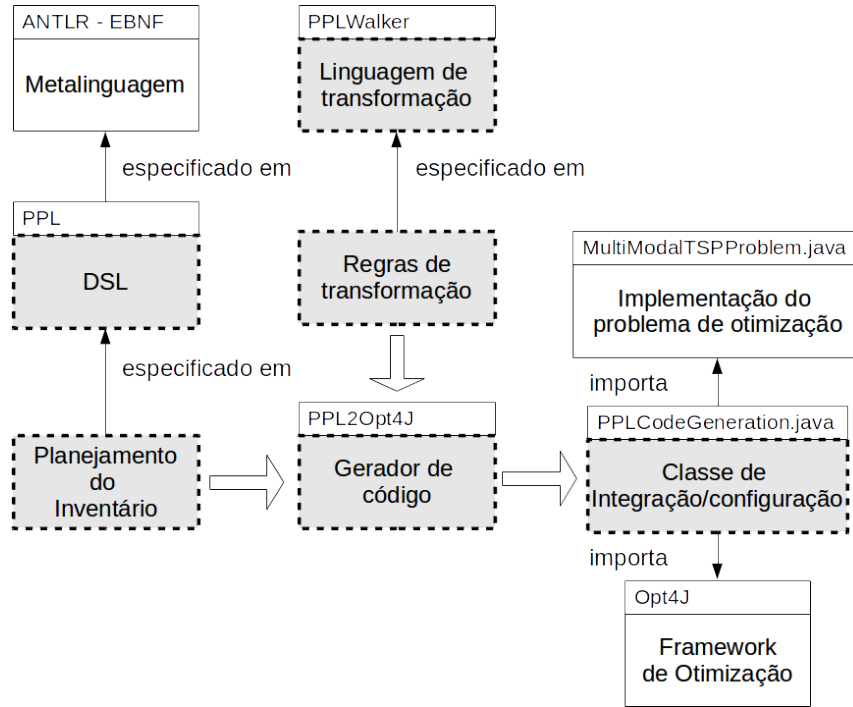 ANTLR - EBNF
Metalinguagem
PPLWalker
Linguagem de
transformação
especificado em
especificado em
PPL
DSL
Regras de
transformação
MultiModalTSPProblem.java
Implementação do
problema de otimização
especificado em
importa
PPL2Opt4J
Gerador de
código
PPLCodeGeneration.java
Classe de
Integração/configuração
Planejamento
do
Inventário
importa
Opt4J
Framework
de Otimização